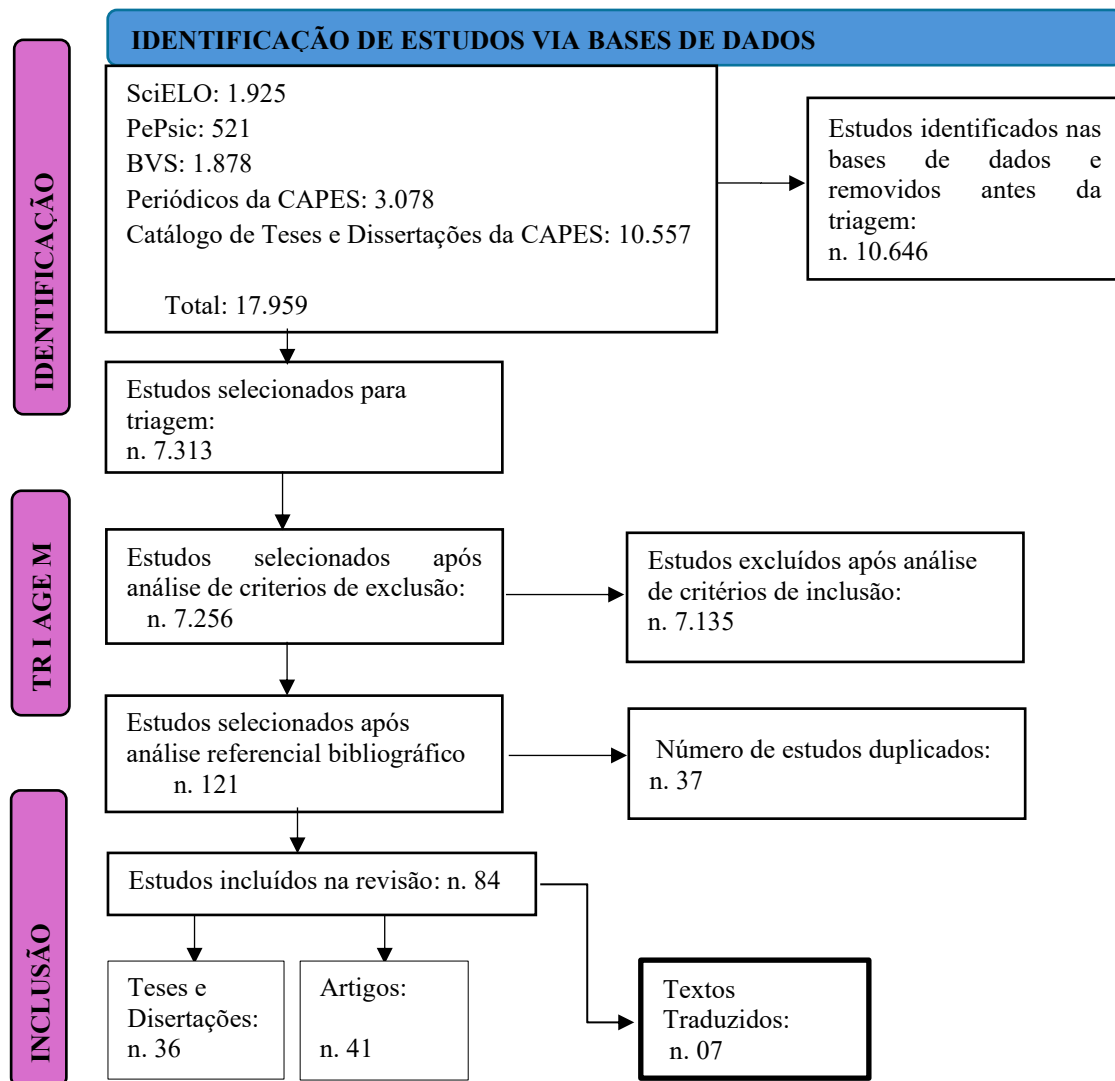 IDENTIFICAÇÃO DE ESTUDOS VIA BASES DE DADOS
IDENTIFICAÇÃO
SciELO: 1.925
PePsic: 521
BVS: 1.878
Periódicos da CAPES: 3.078
Catálogo de Teses e Dissertações da CAPES: 10.557
Total: 17.959
Estudos identificados nas
bases de dados e
removidos antes da
triagem:
n. 10.646
Estudos selecionados para
triagem:
n. 7.313
TR I AGE M
Estudos selecionados após
análise de criterios de exclusão:
n. 7.256
Estudos excluídos após análise
de critérios de inclusão:
n. 7.135
Estudos selecionados após
análise referencial bibliográfico
n. 121
Número de estudos duplicados:
n. 37
INCLUSÃO
Estudos incluídos na revisão: n. 84
Teses e
Disertações:
n. 36
Artigos:
n. 41
Textos
Traduzidos:
n. 07